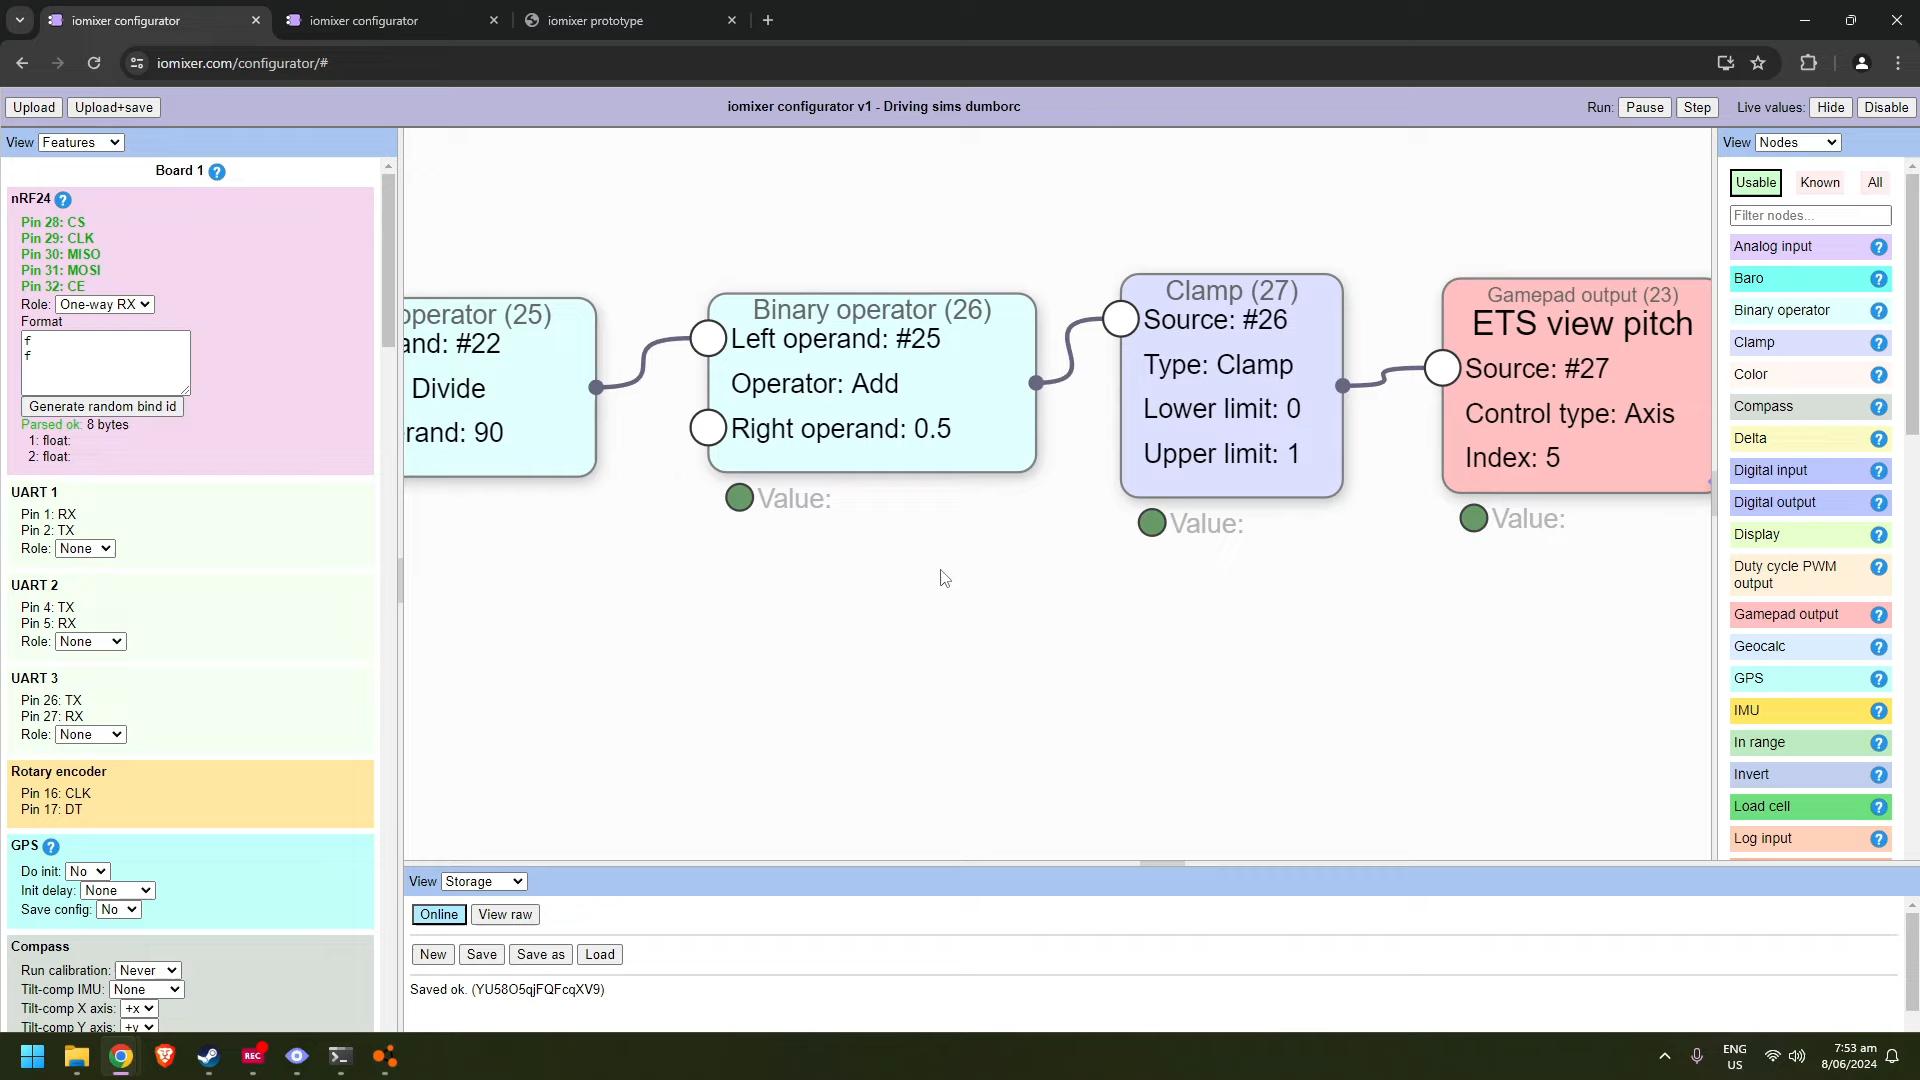 iomixer configurator
iomixer configurator
iomixer prototype
iomixer.com/configurator/#
Upload
Upload+save
iomixer configurator v1 - Driving sims dumborc
Run:
Pause
Step
Live values:
Hide
Disable
View
Features
Board 1
nRF24
Pin 28: CS
Pin 29: CLK
Pin 30: MISO
Pin 31: MOSI
Pin 32: CE
Role: One-way RX
Format
f
f
Generate random bind id
Parsed ok: 8 bytes
1: float:
2: float:
UART 1
Pin 1: RX
Pin 2: TX
Role: None
UART 2
Pin 4: TX
Pin 5: RX
Role: None
UART 3
Pin 26: TX
Pin 27: RX
Role: None
Rotary encoder
Pin 16: CLK
Pin 17: DT
GPS
Do init: No
Init delay: None
Save config: No
Compass
Run calibration: Never
Tilt-comp IMU: None
Tilt-comp X axis: +x
Tilt-comp Y axis: +y
operator (25)
and: #22
Divide
rand: 90
Binary operator (26)
Left operand: #25
Operator: Add
Right operand: 0.5
Value:
Clamp (27)
Source: #26
Type: Clamp
Lower limit: 0
Upper limit: 1
Value:
Gamepad output (23)
ETS view pitch
Source: #27
Control type: Axis
Index: 5
Value:
View
Storage
Online
View raw
New
Save
Save as
Load
Saved ok. (YU58O5qjFQFcqXV9)
View
Nodes
Usable
Known
All
Filter nodes...
Analog input
Baro
Binary operator
Clamp
Color
Compass
Delta
Digital input
Digital output
Display
Duty cycle PWM
output
Gamepad output
Geocalc
GPS
IMU
In range
Invert
Load cell
Log input
REC
ENG
US
7:53 am
8/06/2024